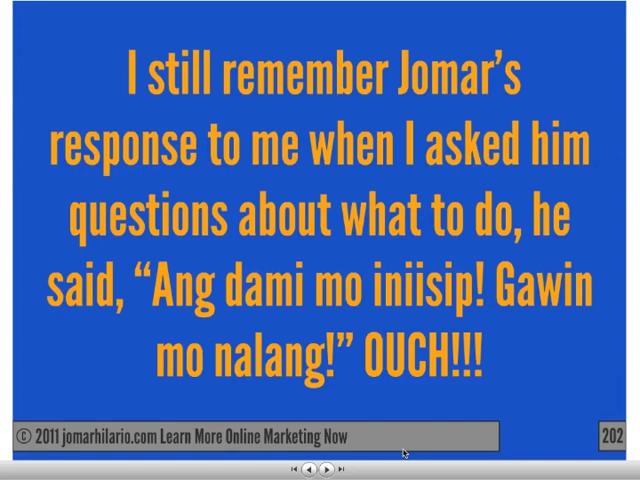 I still remember Jomar’s
response to me when I asked him
questions about what to do, he
said, “Ang dami mo iniisip! Gawin
mo nalang!” OUCH!!!
© 2011 jomarhilario.com Learn More Online Marketing Now
202